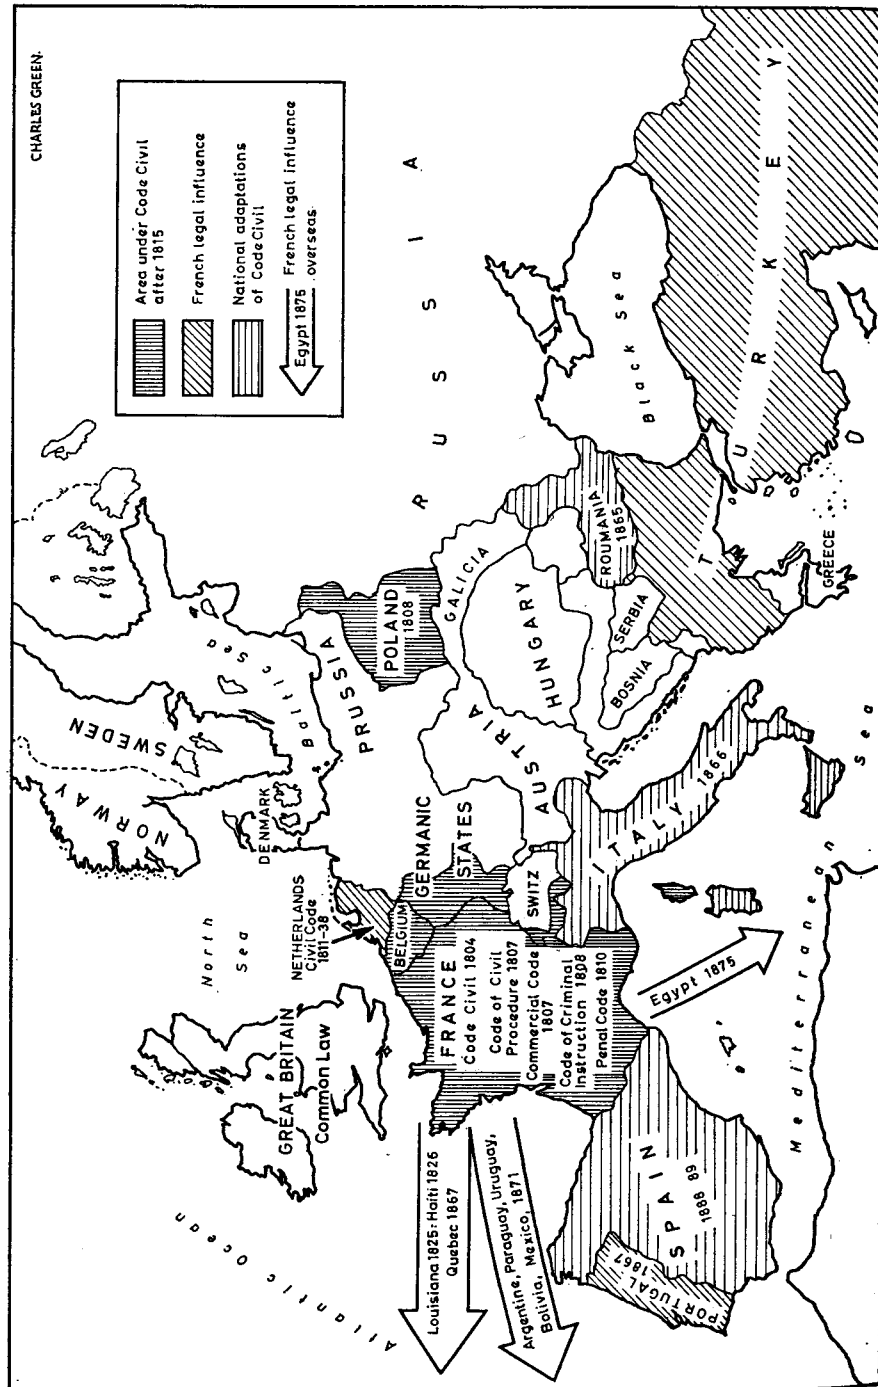 CHARLES GREEN.
Area under Code Civil
after 1815
French legal influence
National adaptations
of Code Civil
Egypt 1875
French legal influence
overseas
NORWAY
SWEDEN
DENMARK
Baltic Sea
North
Sea
RUSSIA
GREAT BRITAIN
Common Law
Atlantic Ocean
NETHERLANDS
Civil Code
1811-38
BELGIUM
GERMANIC
STATES
PRUSSIA
POLAND
1808
GALICIA
AUSTRIA
HUNGARY
ROUMANIA
1865
SERBIA
BOSNIA
Black Sea
TURKEY
GREECE
SWITZ
ITALY 1866
FRANCE
Code Civil 1804
Code of Civil
Procedure 1807
Commercial Code
1807
Code of Criminal
Instruction 1808
Penal Code 1810
Louisiana 1825: Haiti 1826
Quebec 1867
Argentine, Paraguay, Uruguay,
Bolivia, Mexico, 1871
Egypt 1875
SPAIN
1888 89
PORTUGAL
1867
Mediterranean Sea